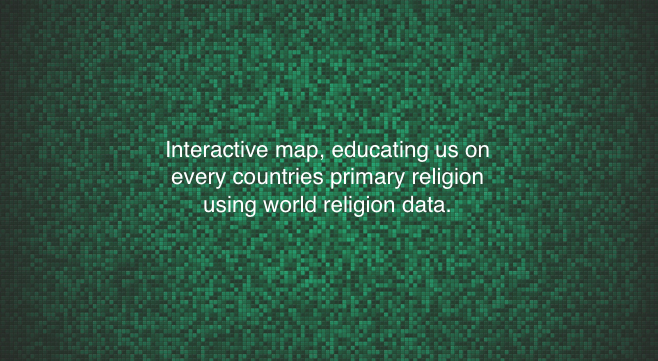 Interactive map, educating us on
every countries primary religion
using world religion data.